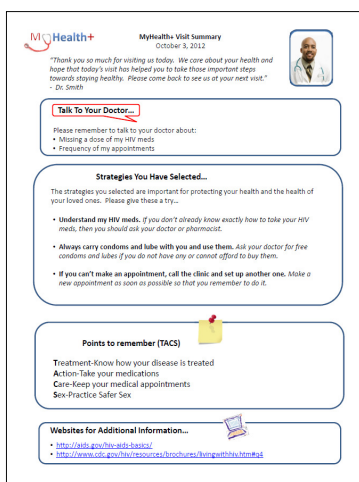 My Health+
MyHealth+ Visit Summary
October 3, 2012
"Thank you so much for visiting us today.  We care about your health and
hope that today's visit has helped you to take those important steps
towards staying healthy.  Please come back to see us at your next visit."
-  Dr. Smith
Talk To Your Doctor...
Please remember to talk to your doctor about:
• Missing a dose of my HIV meds
• Frequency of my appointments
Strategies You Have Selected...
The strategies you selected are important for protecting your health and the health of
your loved ones.  Please give these a try...
• Understand my HIV meds. If you don't already know exactly how to take your HIV
meds, then you should ask your doctor or pharmacist.
• Always carry condoms and lube with you and use them. Ask your doctor for free
condoms and lubes if you do not have any or cannot afford to buy them.
• If you can't make an appointment, call the clinic and set up another one. Make a
new appointment as soon as possible so that you remember to do it.
Points to remember (TACS)
Treatment-Know how your disease is treated
Action-Take your medications
Care-Keep your medical appointments
Sex-Practice Safer Sex
Websites for Additional Information...
• http://aids.gov/hiv-aids-basics/
• http://www.cdc.gov/hiv/resources/brochures/livingwithhiv.htm#q4